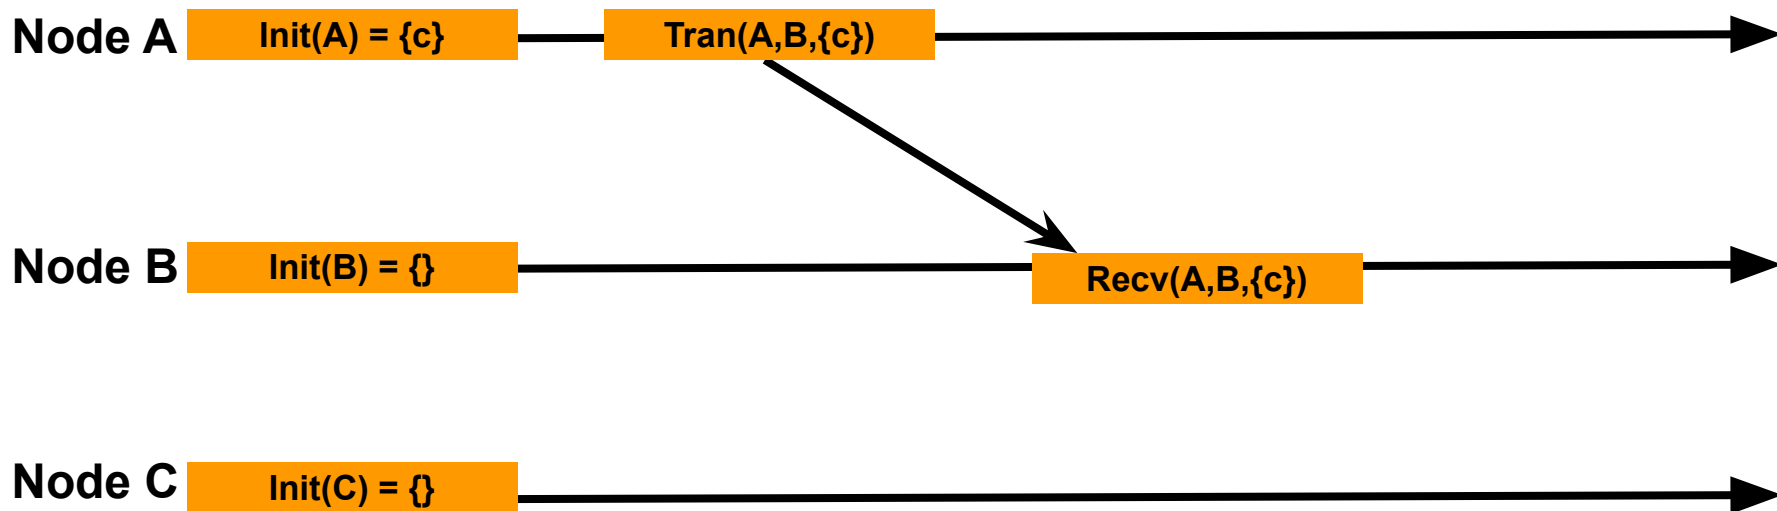 Node A Init(A) = {c} Tran(A,B,{c})
Node B Init(B) = {} Recv(A,B,{c})
Node C Init(C) = {}